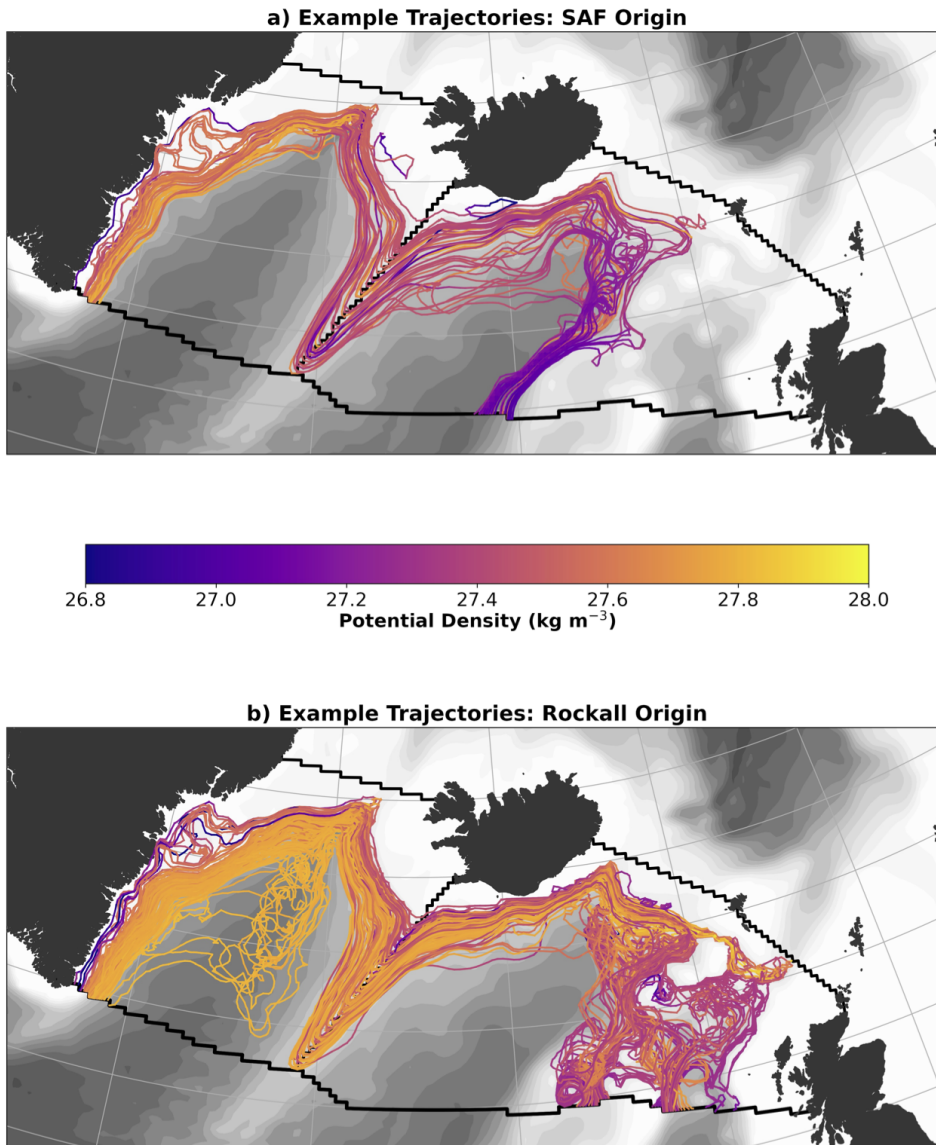 a) Example Trajectories: SAF Origin
26.8 27.0 27.2 27.4 27.6 27.8 28.0
Potential Density (kg m⁻³)
b) Example Trajectories: Rockall Origin